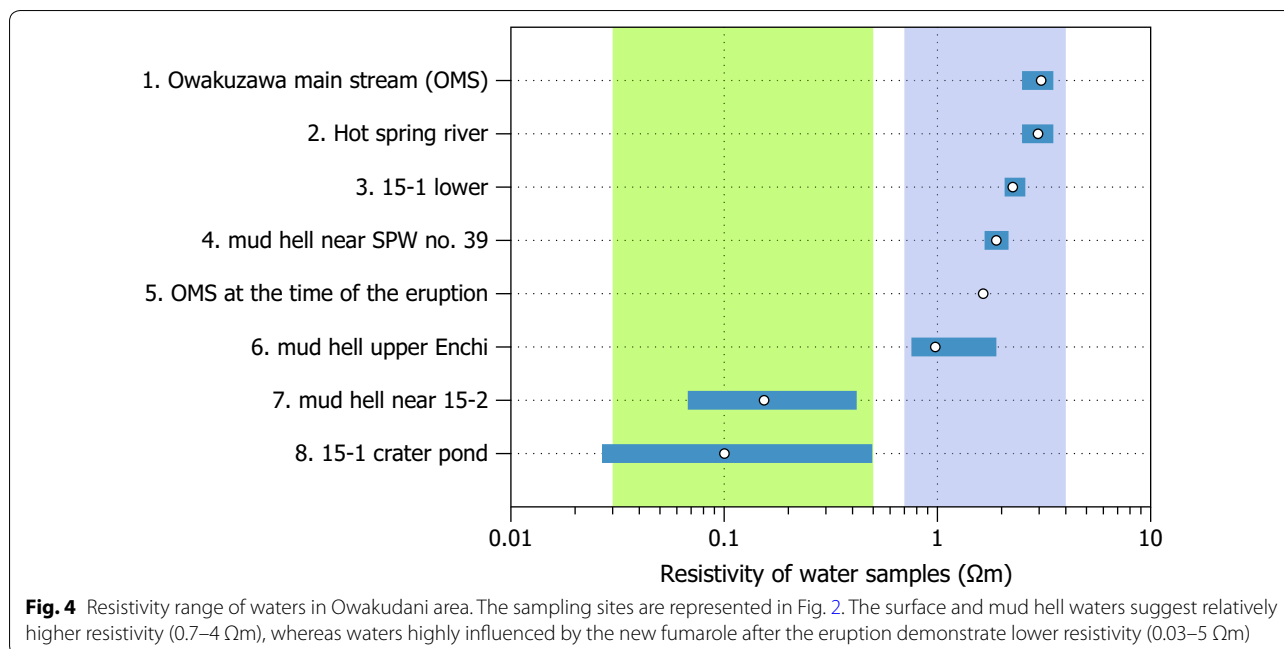 1. Owakuzawa main stream (OMS)
2. Hot spring river
3. 15-1 lower
4. mud hell near SPW no. 39
5. OMS at the time of the eruption
6. mud hell upper Enchi
7. mud hell near 15-2
8. 15-1 crater pond
0.01 0.1 1 10
Resistivity of water samples (Ωm)
Fig. 4 Resistivity range of waters in Owakudani area. The sampling sites are represented in Fig. 2. The surface and mud hell waters suggest relatively
higher resistivity (0.7–4 Ωm), whereas waters highly influenced by the new fumarole after the eruption demonstrate lower resistivity (0.03–5 Ωm)